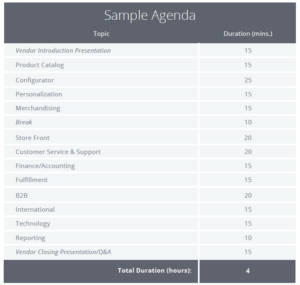 Sample Agenda
Topic Duration (mins.)
Vendor Introduction Presentation 15
Product Catalog 15
Configurator 25
Personalization 15
Merchandising 15
Break 10
Store Front 20
Customer Service & Support 20
Finance/Accounting 15
Fulfillment 15
B2B 20
International 15
Technology 15
Reporting 10
Vendor Closing Presentation/Q&A 15
Total Duration (hours): 4